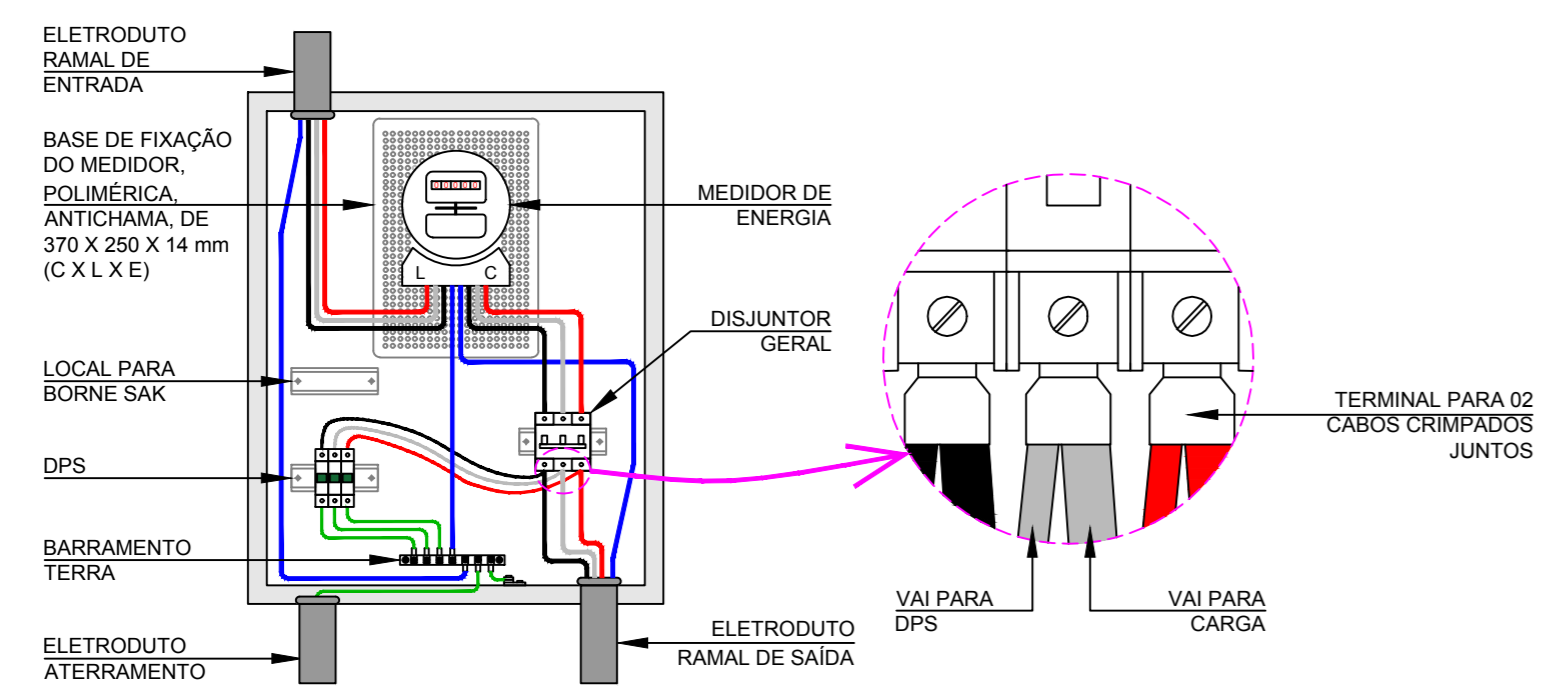 ELETRODUTO
RAMAL DE
ENTRADA
BASE DE FIXAÇÃO
DO MEDIDOR,
POLIMÉRICA,
ANTICHAMA, DE
370 X 250 X 14 mm
(C X L X E)
LOCAL PARA
BORNE SAK
DPS
BARRAMENTO
TERRA
ELETRODUTO
ATERRAMENTO
00000
L C
MEDIDOR DE
ENERGIA
DISJUNTOR
GERAL
ELETRODUTO
RAMAL DE SAÍDA
TERMINAL PARA 02
CABOS CRIMPADOS
JUNTOS
VAI PARA
DPS
VAI PARA
CARGA